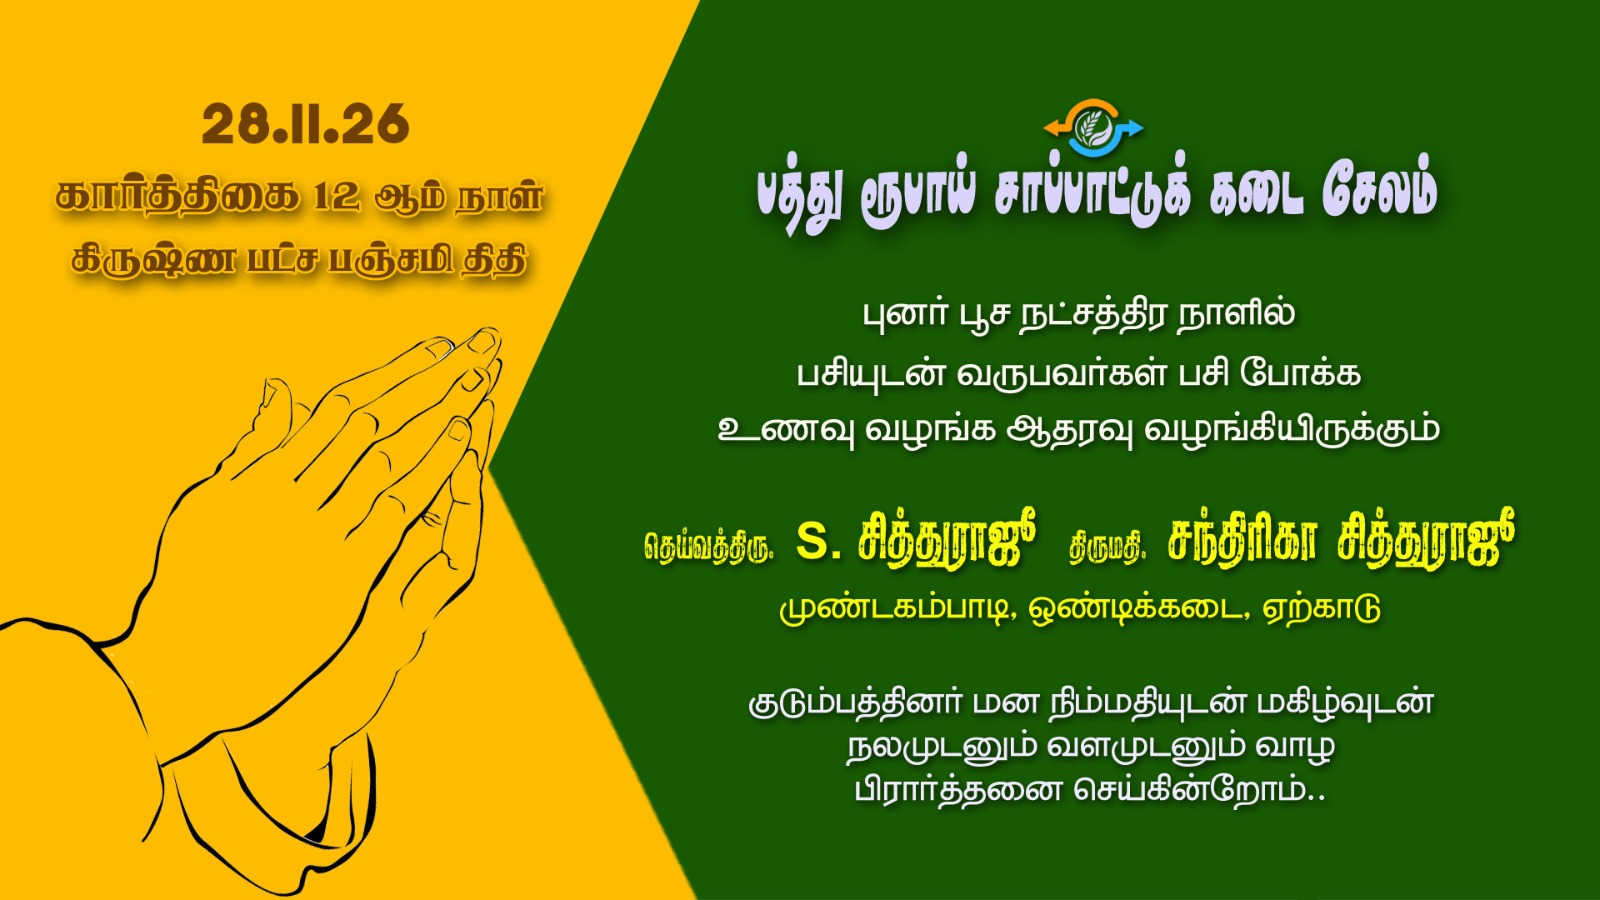 28.11.26
கார்த்திகை 12 ஆம் நாள்
கிருஷ்ண பட்ச பஞ்சமி திதி
பத்து ரூபாய் சாப்பாட்டுக் கடை சேலம்
புனர் பூச நட்சத்திர நாளில்
பசியுடன் வருபவர்கள் பசி போக்க
உணவு வழங்க ஆதரவு வழங்கியிருக்கும்
தெய்வத்திரு. S. சித்துராஜூ திருமதி. சந்திரிகா சித்துராஜூ
முண்டகம்பாடி, ஒண்டிக்கடை, ஏற்காடு
குடும்பத்தினர் மன நிம்மதியுடன் மகிழ்வுடன்
நலமுடனும் வளமுடனும் வாழ
பிரார்த்தனை செய்கின்றோம்..